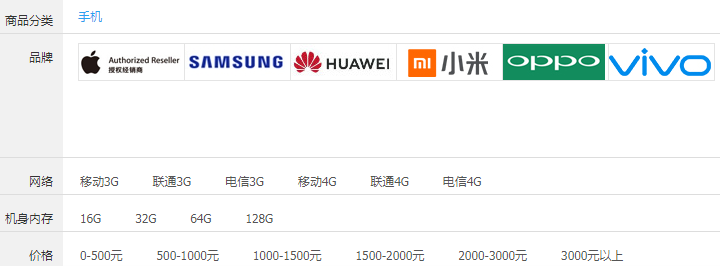 商品分类 手机
品牌 Authorized Reseller 授权经销商 SAMSUNG HUAWEI mi 小米 OPPO vivo
网络 移动3G 联通3G 电信3G 移动4G 联通4G 电信4G
机身内存 16G 32G 64G 128G
价格 0-500元 500-1000元 1000-1500元 1500-2000元 2000-3000元 3000元以上